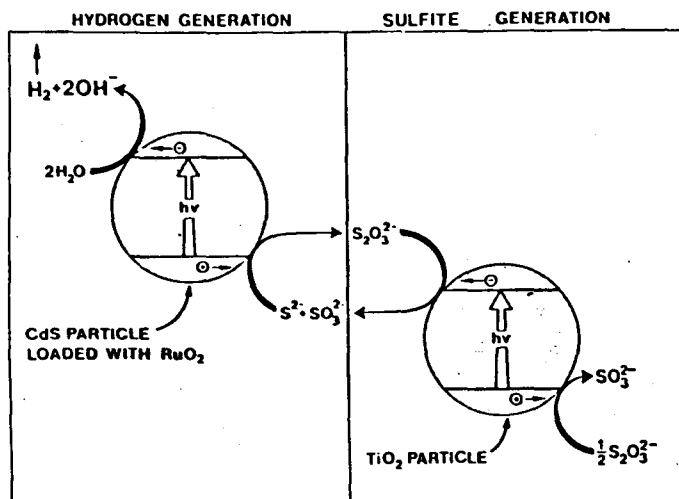 HYDROGEN GENERATION
SULFITE GENERATION
H₂+2OH⁻
2H₂O
hν
S₂O₃²⁻
S²⁻+SO₃²⁻
CdS PARTICLE
LOADED WITH RuO₂
hν
SO₃²⁻
TiO₂ PARTICLE
½S₂O₃²⁻